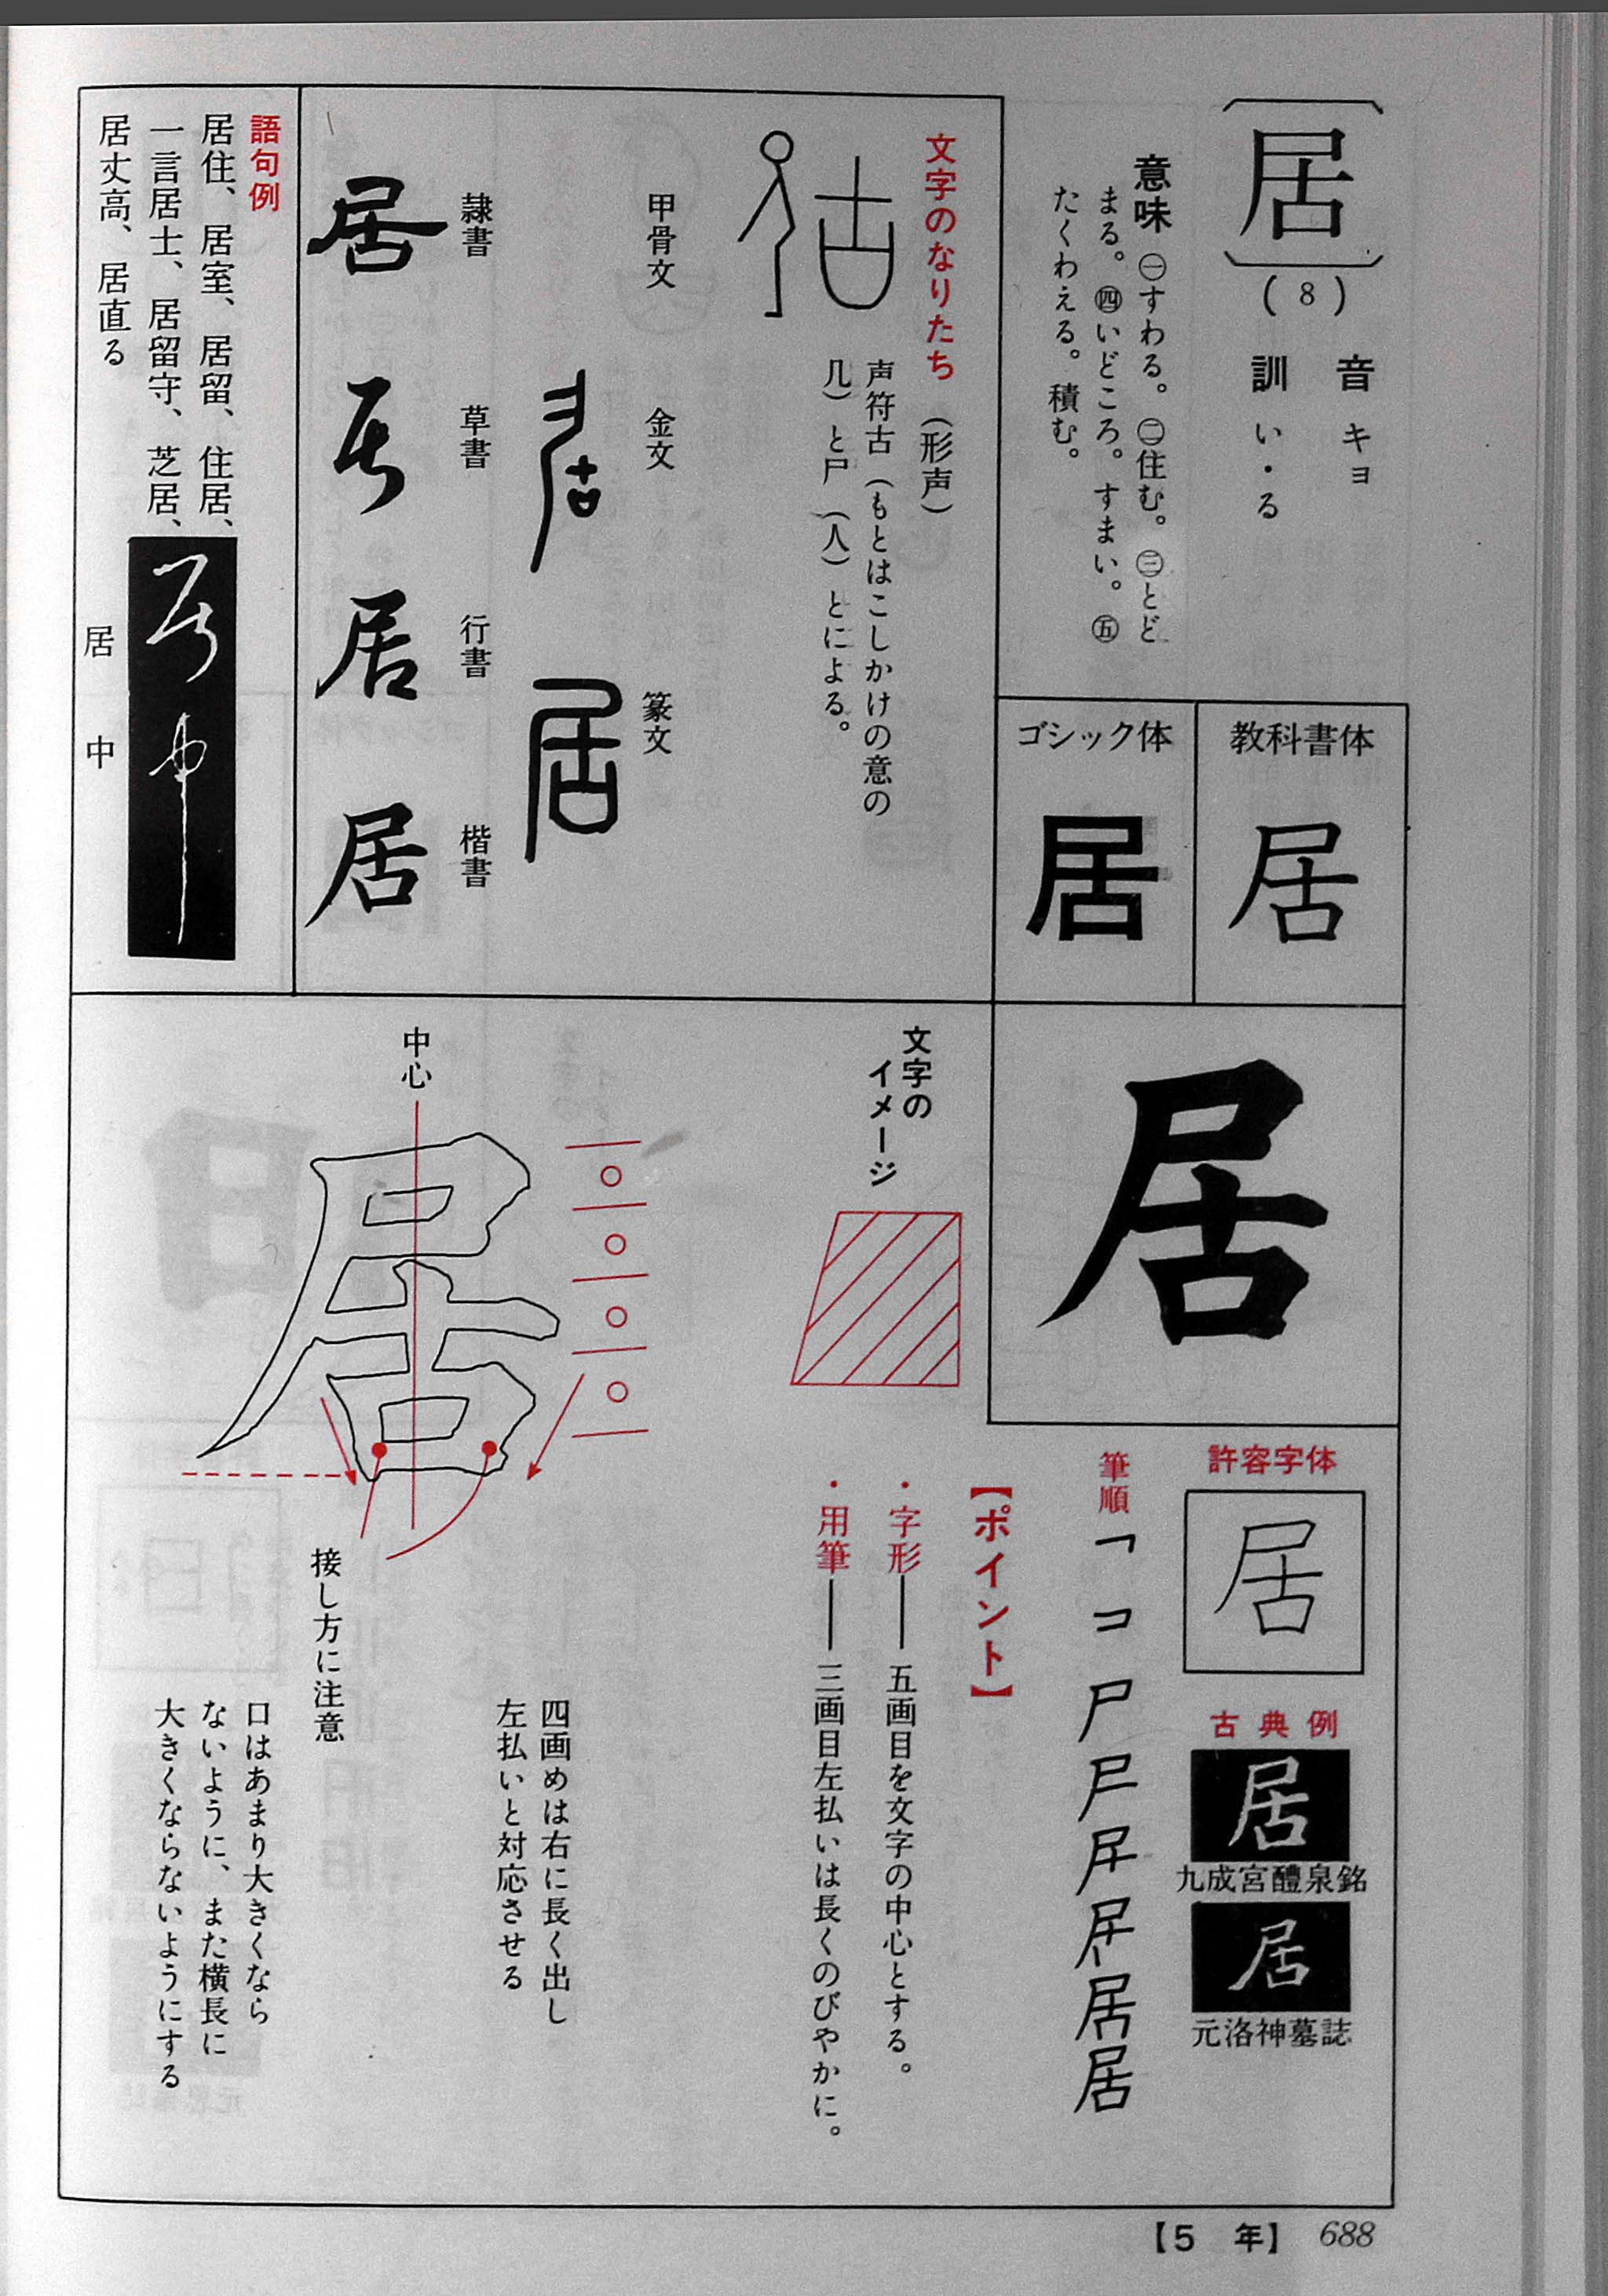 居
(8)
音 キョ
訓 い・る
意味 ㊀すわる。㊁住む。㊂とど
まる。㊃いどころ。すまい。㊄
たくわえる。積む。
教科書体
居
ゴシック体
居
文字のなりたち (形声)
声符古(もとはこしかけの意の
几)と尸(人)とによる。
甲骨文
金文
篆文
居
隷書
居
草書
居
行書
居
楷書
居
語句例
居住、居室、居留、住居、
一言居士、居留守、芝居、
居丈高、居直る
居中
居中
居
許容字体
居
古典例
居
九成宮醴泉銘
居
元洛神墓誌
筆順
尸
居
【ポイント】
・字形——五画目を文字の中心とする。
・用筆——三画目左払いは長くのびやかに。
文字の
イメージ
中心
居
四画めは右に長く出し
左払いと対応させる
接し方に注意
口はあまり大きくなら
ないように、また横長に
大きくならないようにする
【5 年】 688